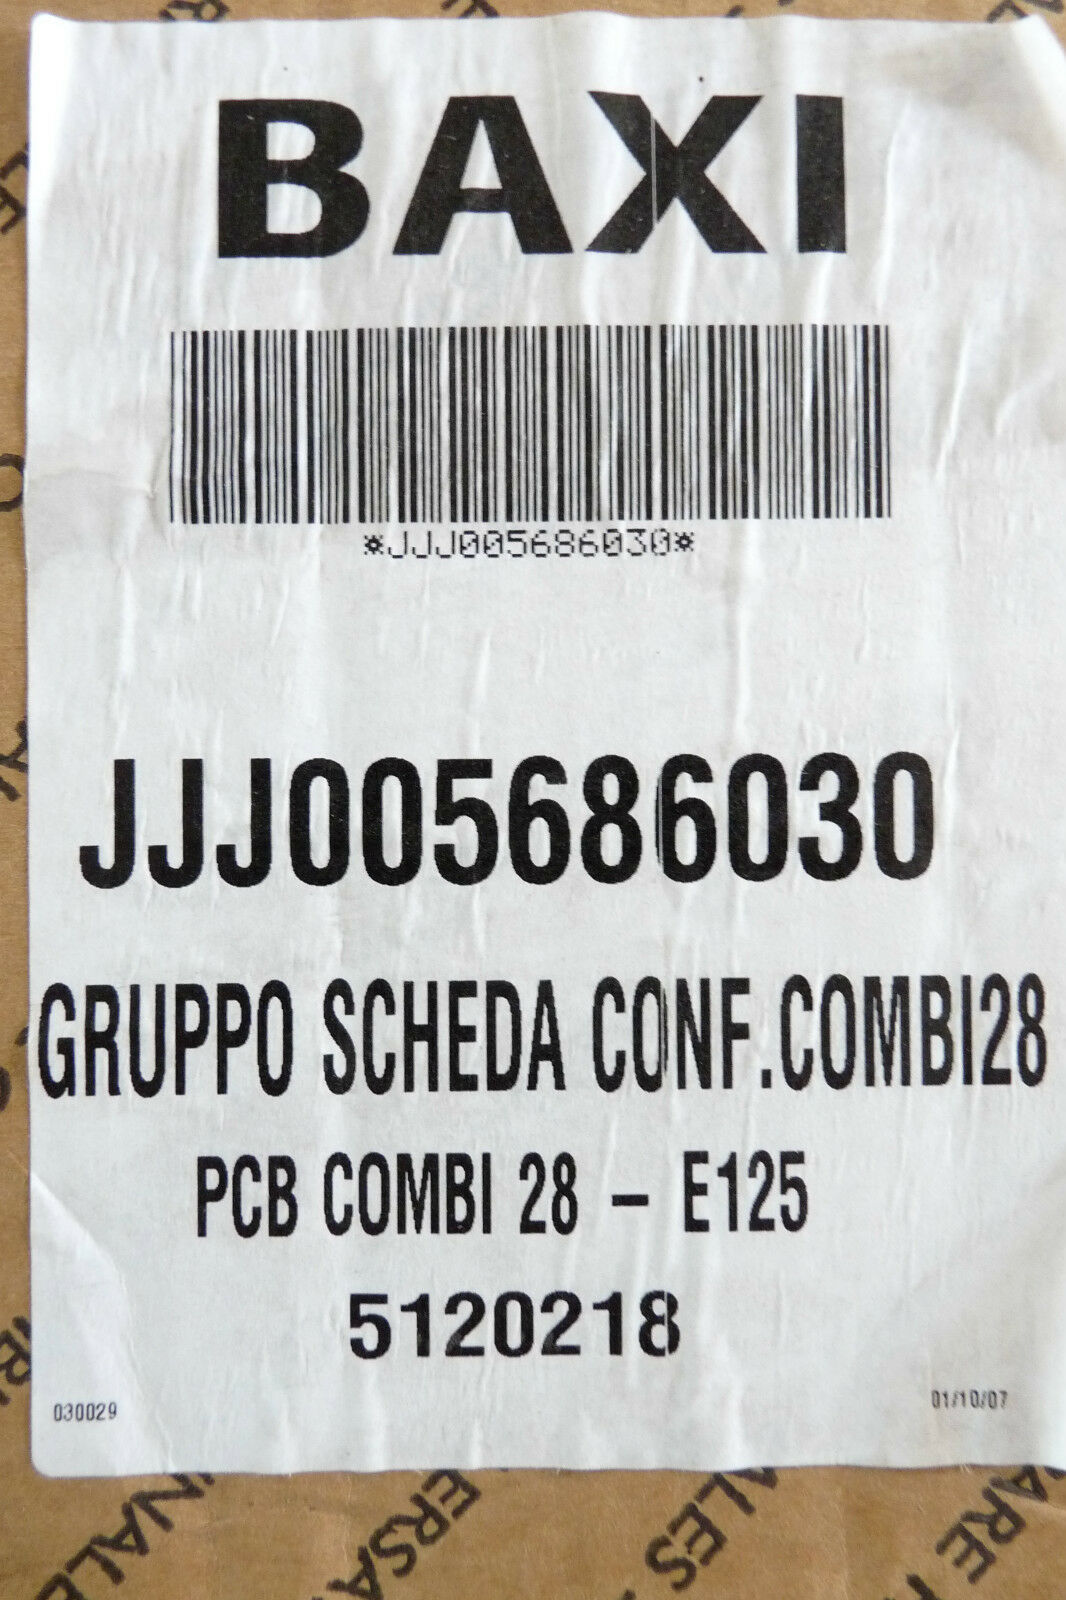 BAXI
*JJJ005686030*
JJJ005686030
GRUPPO SCHEDA CONF.COMBI28
PCB COMBI 28 – E125
5120218
030029
01/10/07